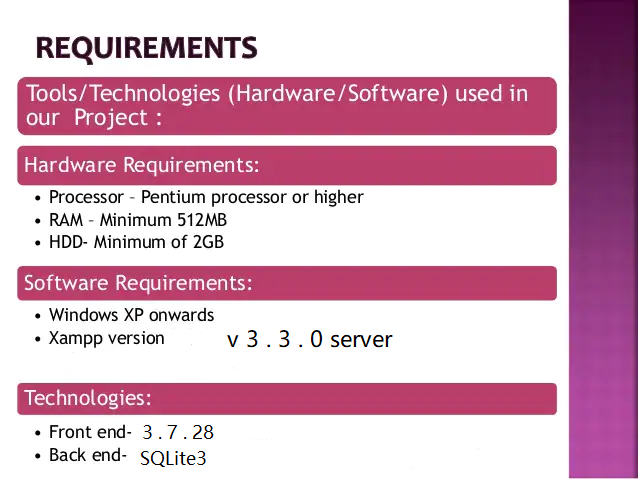 REQUIREMENTS
Tools/Technologies (Hardware/Software) used in
our Project :
Hardware Requirements:
• Processor – Pentium processor or higher
• RAM – Minimum 512MB
• HDD- Minimum of 2GB
Software Requirements:
• Windows XP onwards
• Xampp version v 3 . 3 . 0 server
Technologies:
• Front end- 3 . 7 . 28
• Back end- SQLite3